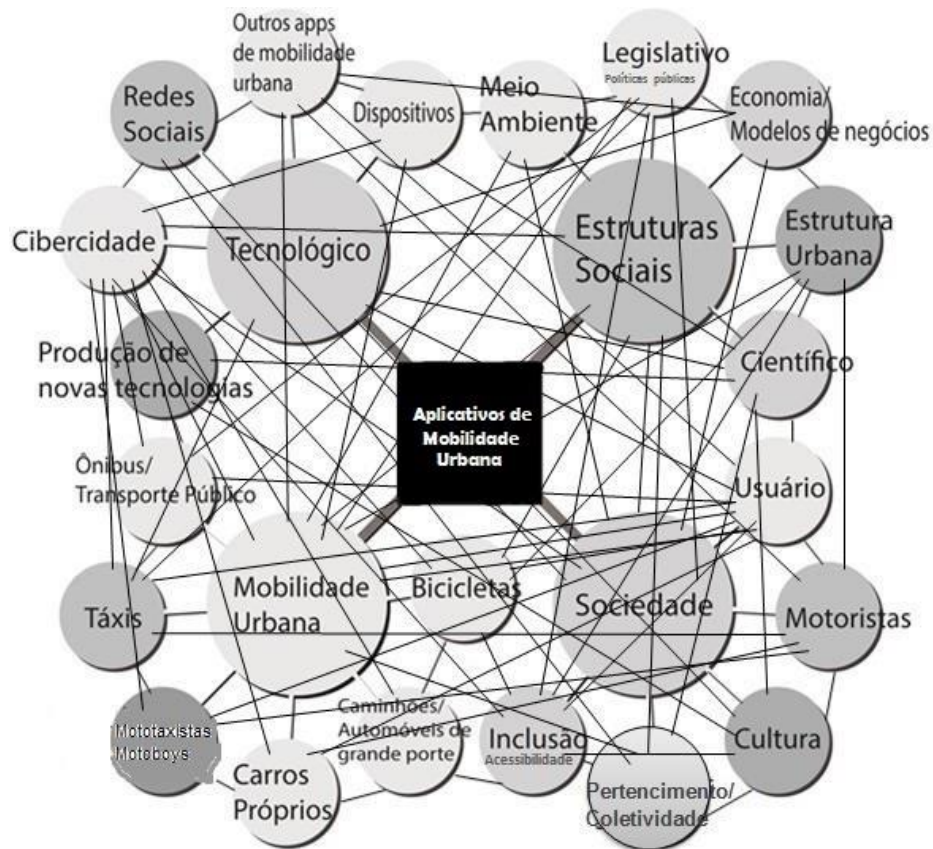 Outros apps
de mobilidade
urbana
Legislativo
Políticas públicas
Redes
Sociais
Dispositivos
Meio
Ambiente
Economia/
Modelos de negócios
Cibercidade
Tecnológico
Estruturas
Sociais
Estrutura
Urbana
Produção de
novas tecnologias
Científico
Aplicativos de
Mobilidade
Urbana
Ônibus/
Transporte Público
Usuário
Mobilidade
Urbana
Bicicletas
Sociedade
Táxis
Motoristas
Mototaxistas
Motoboys
Carros
Próprios
Caminhões/
Automóveis de
grande porte
Inclusão
Acessibilidade
Pertencimento/
Coletividade
Cultura